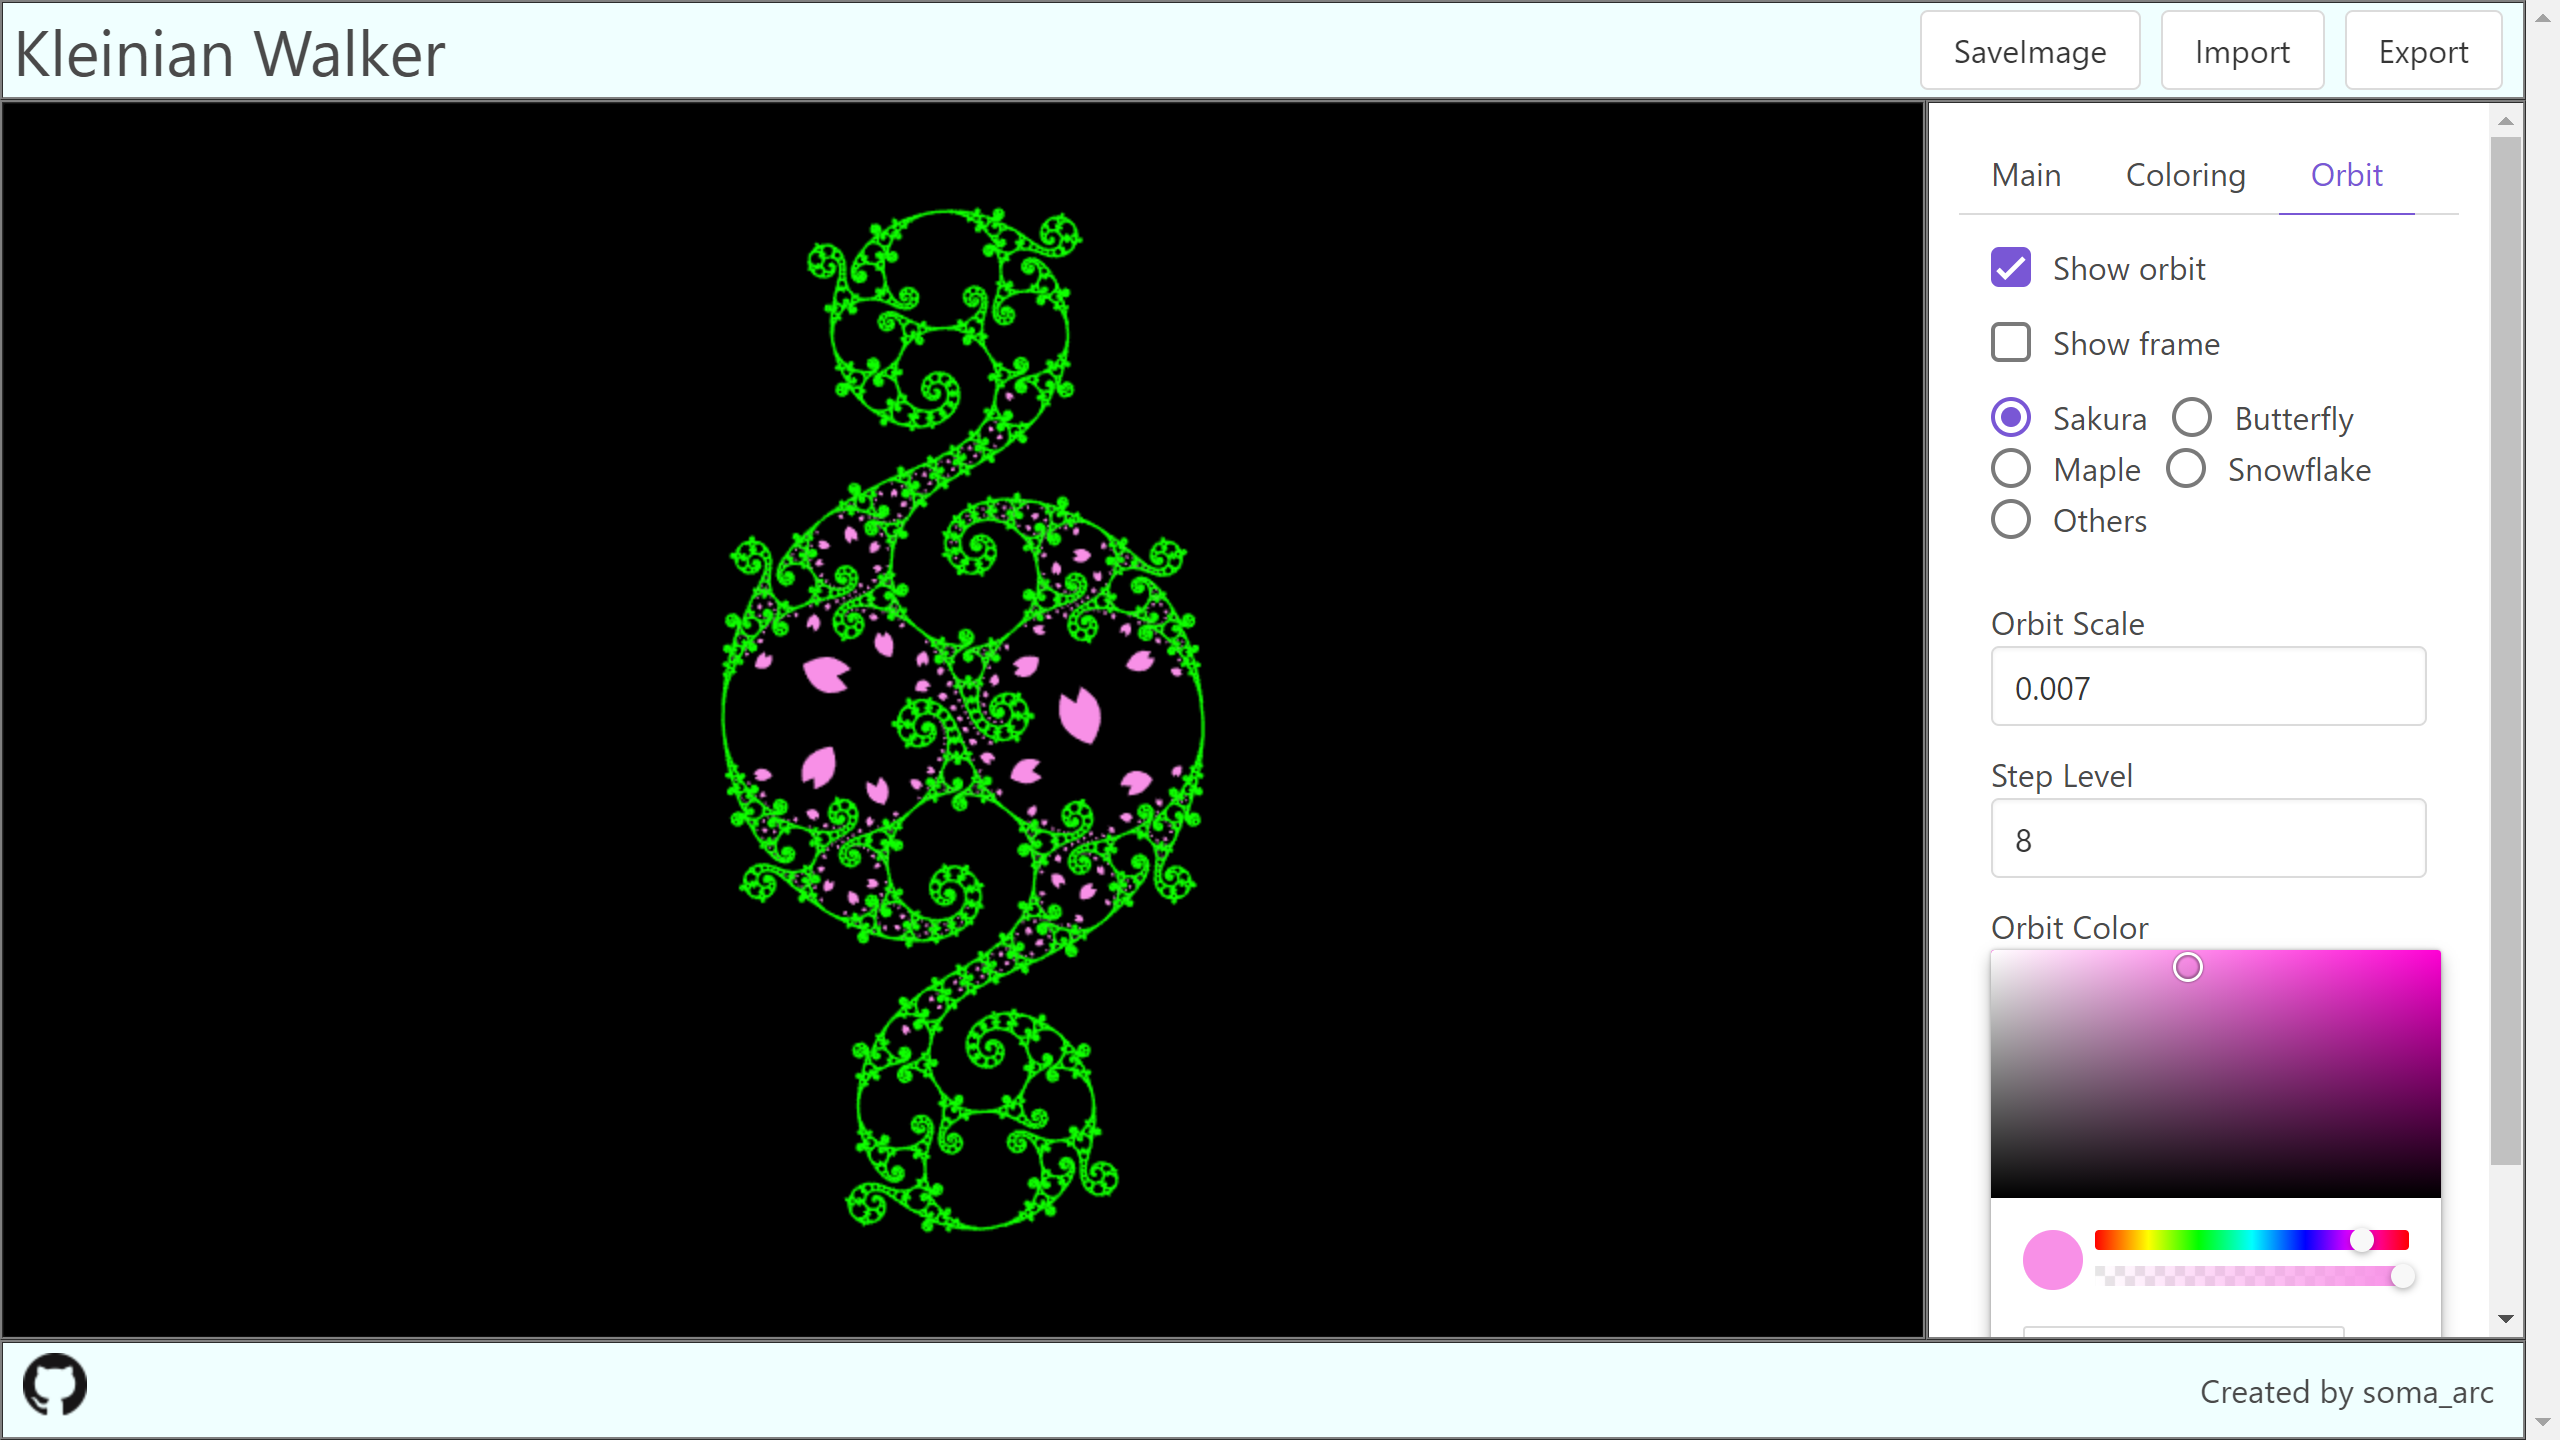 Kleinian Walker
SaveImage Import Export
Main Coloring Orbit
Show orbit
Show frame
Sakura Butterfly
Maple Snowflake
Others
Orbit Scale
0.007
Step Level
8
Orbit Color
Created by soma_arc